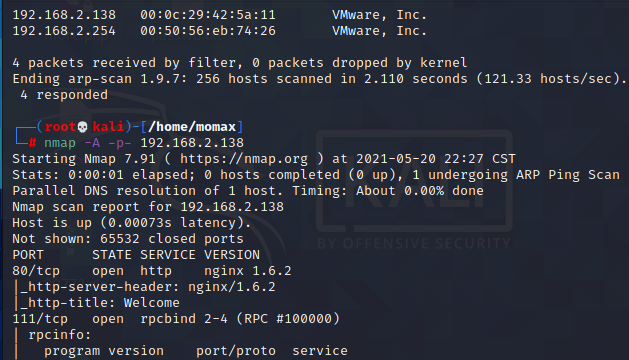 192.168.2.138   00:0c:29:42:5a:11       VMware, Inc.
192.168.2.254   00:50:56:eb:74:26       VMware, Inc.

4 packets received by filter, 0 packets dropped by kernel
Ending arp-scan 1.9.7: 256 hosts scanned in 2.110 seconds (121.33 hosts/sec).
 4 responded

┌──(root💀kali)-[/home/momax]
└─# nmap -A -p- 192.168.2.138
Starting Nmap 7.91 ( https://nmap.org ) at 2021-05-20 22:27 CST
Stats: 0:00:01 elapsed; 0 hosts completed (0 up), 1 undergoing ARP Ping Scan
Parallel DNS resolution of 1 host. Timing: About 0.00% done
Nmap scan report for 192.168.2.138
Host is up (0.00073s latency).
Not shown: 65532 closed ports
PORT      STATE SERVICE VERSION
80/tcp    open  http    nginx 1.6.2
|_http-server-header: nginx/1.6.2
|_http-title: Welcome
111/tcp   open  rpcbind 2-4 (RPC #100000)
| rpcinfo:
|   program version    port/proto  service
KALI
BY OFFENSIVE SECURITY